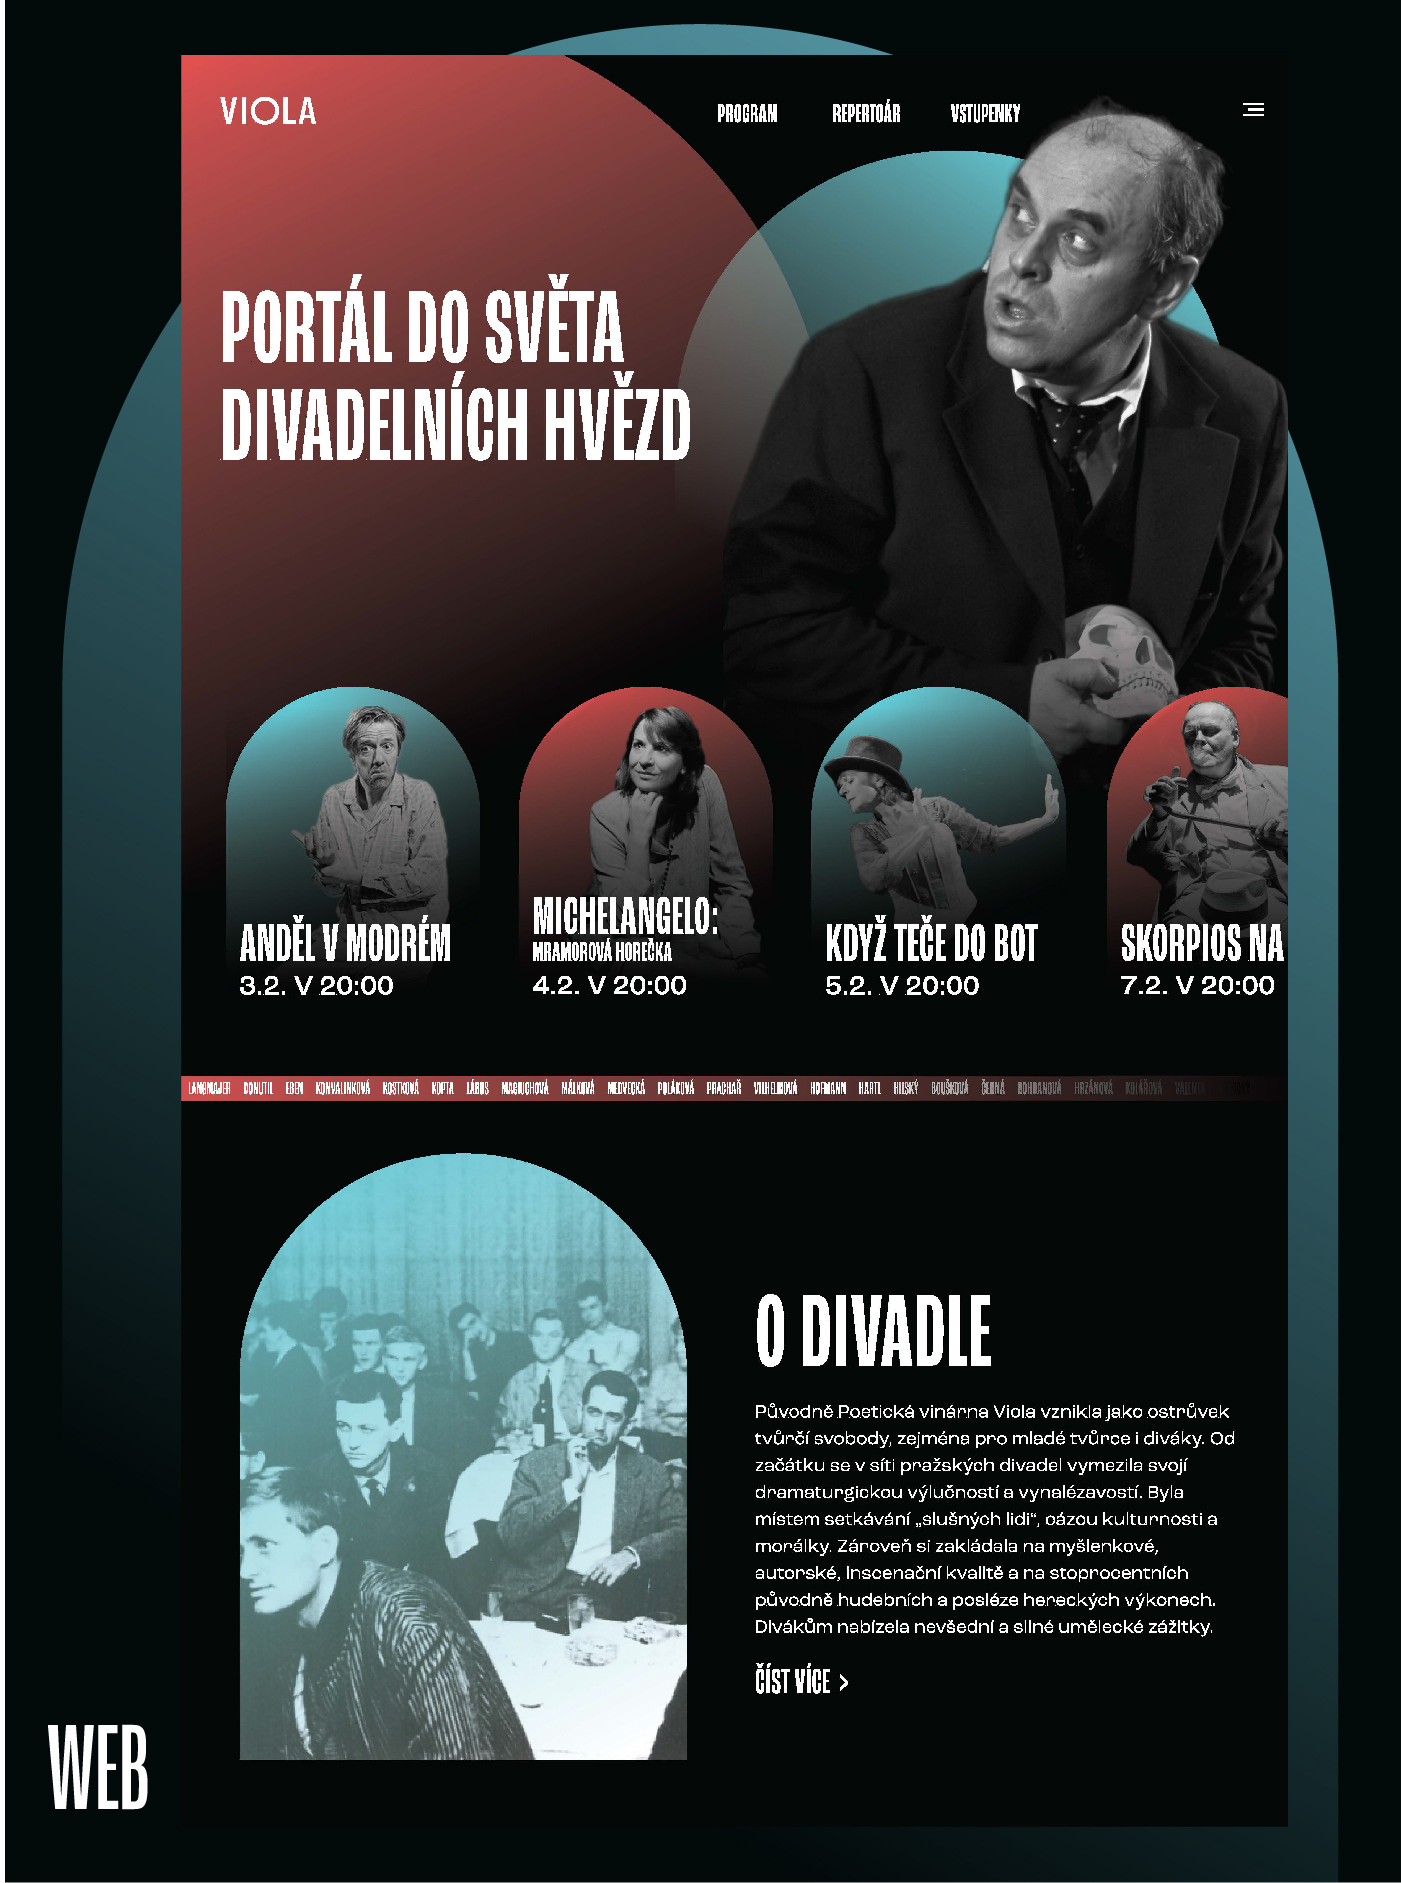 VIOLA
PROGRAM REPERTOÁR VSTUPENKY
PORTÁL DO SVĚTA
DIVADELNÍCH HVĚZD
ANDĚL V MODRÉM
3.2. V 20:00
MICHELANGELO:
MRAMOROVÁ HOREČKA
4.2. V 20:00
KDYŽ TEČE DO BOT
5.2. V 20:00
SKORPIOS NA
7.2. V 20:00
LANGMAJER DONUTIL EBEN KONVALINKOVÁ KOSTKOVÁ KOPTA LÁBUS MACIUCHOVÁ MÁLKOVÁ MEDVECKÁ POLÁKOVÁ PRACHAŘ VILHELMOVÁ HOFMANN HARTL HILSKÝ BOUŠKOVÁ ČERNÁ BOHDANOVÁ HRZÁNOVÁ KOLÁŘOVÁ
O DIVADLE
Původně Poetická vinárna Viola vznikla jako ostrůvek
tvůrčí svobody, zejména pro mladé tvůrce i diváky. Od
začátku se v síti pražských divadel vymezila svojí
dramaturgickou výlučností a vynalézavostí. Byla
místem setkávání „slušných lidi“, oázou kulturnosti a
morálky. Zároveň si zakládala na myšlenkové,
autorské, inscenační kvalitě a na stoprocentních
původně hudebních a posléze hereckých výkonech.
Divákům nabízela nevšední a silné umělecké zážitky.
ČÍST VÍCE >
WEB